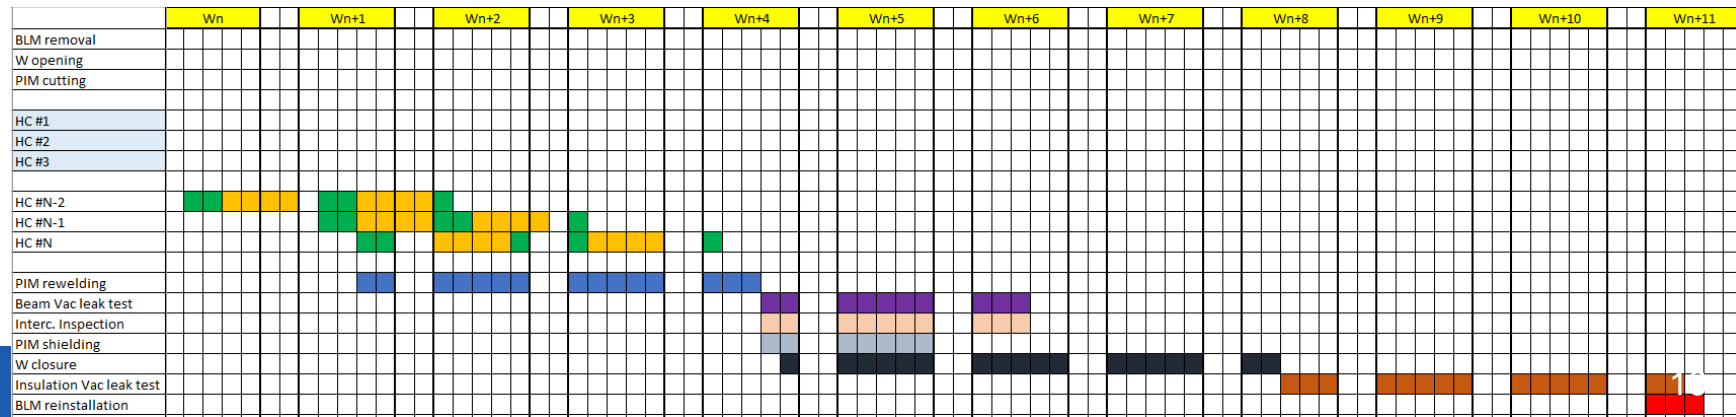 Wn Wn+1 Wn+2 Wn+3 Wn+4 Wn+5 Wn+6 Wn+7 Wn+8 Wn+9 Wn+10 Wn+11
BLM removal
W opening
PIM cutting
HC #1
HC #2
HC #3
HC #N-2
HC #N-1
HC #N
PIM rewelding
Beam Vac leak test
Interc. Inspection
PIM shielding
W closure
Insulation Vac leak test
BLM reinstallation